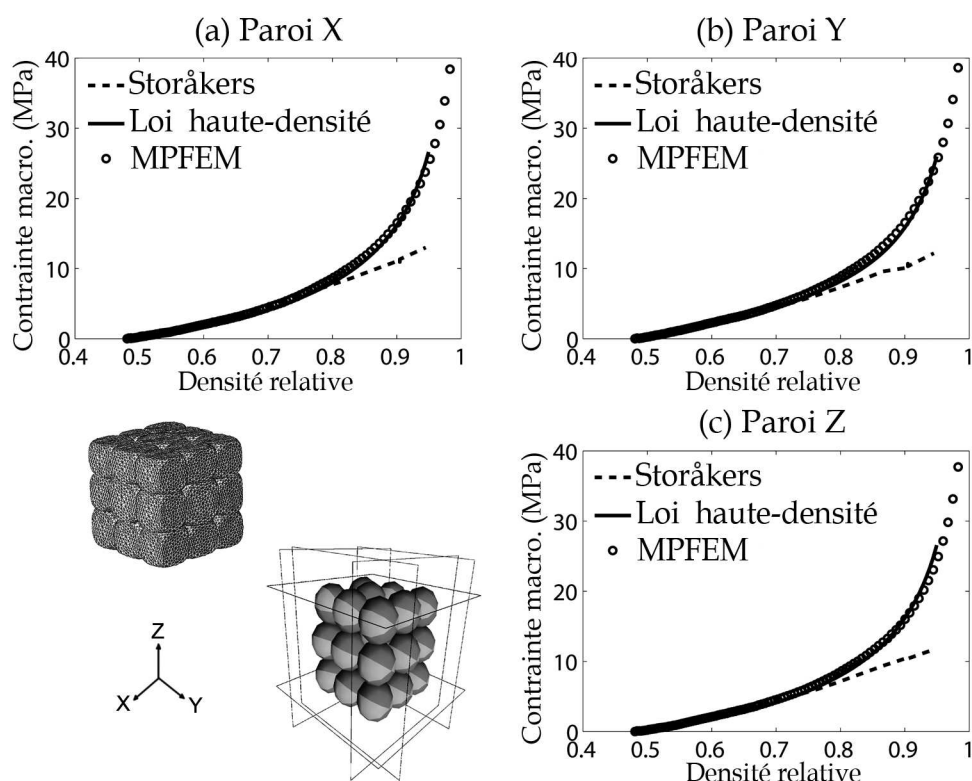 (a) Paroi X
Contrainte macro. (MPa)
40
30
20
10
0
Storåkers
Loi haute-densité
MPFEM
0.4 0.5 0.6 0.7 0.8 0.9 1
Densité relative
(b) Paroi Y
Contrainte macro. (MPa)
40
30
20
10
0
Storåkers
Loi haute-densité
MPFEM
0.4 0.5 0.6 0.7 0.8 0.9 1
Densité relative
Z
X
Y
(c) Paroi Z
Contrainte macro. (MPa)
40
30
20
10
0
Storåkers
Loi haute-densité
MPFEM
0.4 0.5 0.6 0.7 0.8 0.9 1
Densité relative